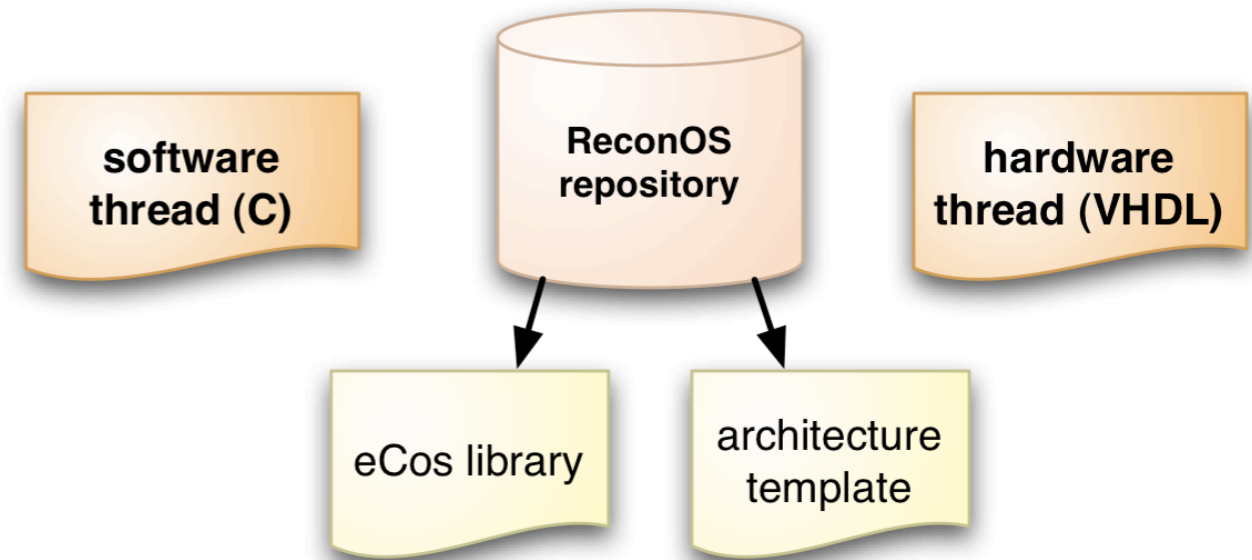 software
thread (C)
ReconOS
repository
hardware
thread (VHDL)
eCos library
architecture
template